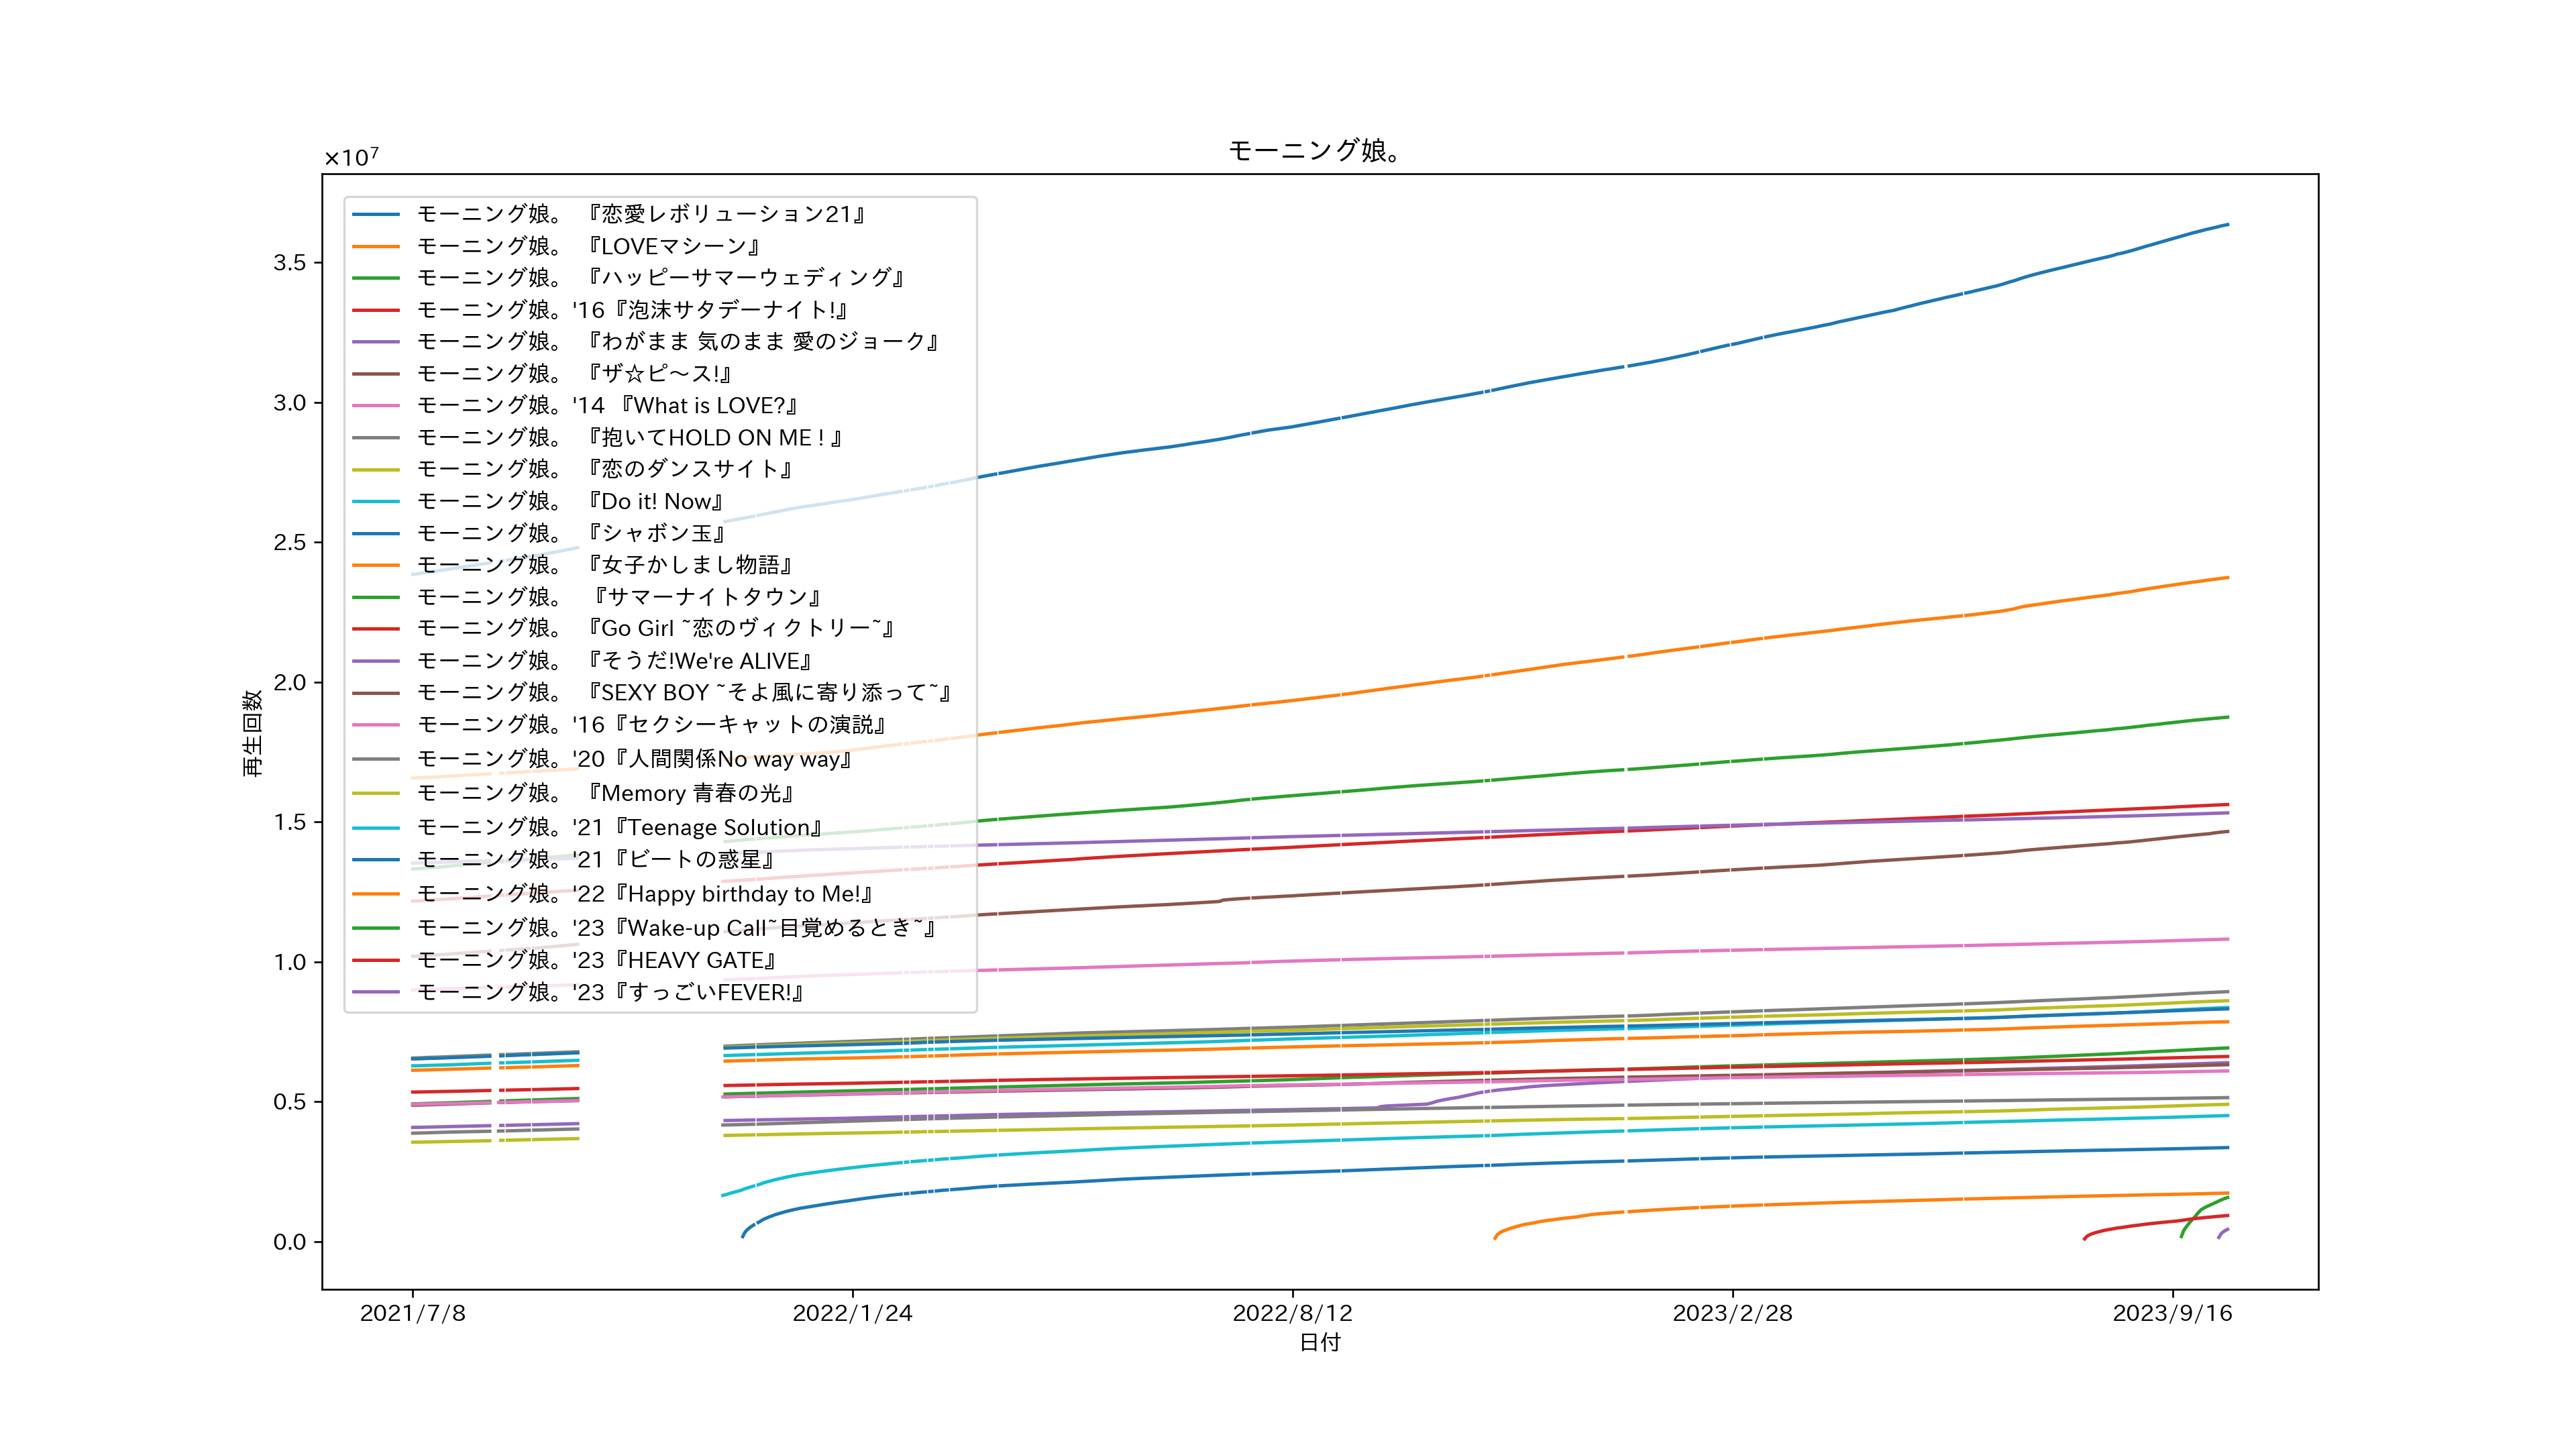 モーニング娘。
×10⁷
3.5
3.0
2.5
2.0
1.5
1.0
0.5
0.0
再生回数
モーニング娘。 『恋愛レボリューション21』
モーニング娘。 『LOVEマシーン』
モーニング娘。 『ハッピーサマーウェディング』
モーニング娘。'16『泡沫サタデーナイト!』
モーニング娘。 『わがまま 気のまま 愛のジョーク』
モーニング娘。 『ザ☆ピ～ス!』
モーニング娘。'14 『What is LOVE?』
モーニング娘。 『抱いてHOLD ON ME ! 』
モーニング娘。 『恋のダンスサイト』
モーニング娘。 『Do it! Now』
モーニング娘。 『シャボン玉』
モーニング娘。 『女子かしまし物語』
モーニング娘。 『サマーナイトタウン』
モーニング娘。 『Go Girl ~恋のヴィクトリー~』
モーニング娘。 『そうだ!We're ALIVE』
モーニング娘。 『SEXY BOY ~そよ風に寄り添って~』
モーニング娘。'16『セクシーキャットの演説』
モーニング娘。'20『人間関係No way way』
モーニング娘。 『Memory 青春の光』
モーニング娘。'21『Teenage Solution』
モーニング娘。'21『ビートの惑星』
モーニング娘。'22『Happy birthday to Me!』
モーニング娘。'23『Wake-up Call~目覚めるとき~』
モーニング娘。'23『HEAVY GATE』
モーニング娘。'23『すっごいFEVER!』
2021/7/8
2022/1/24
2022/8/12
2023/2/28
2023/9/16
日付